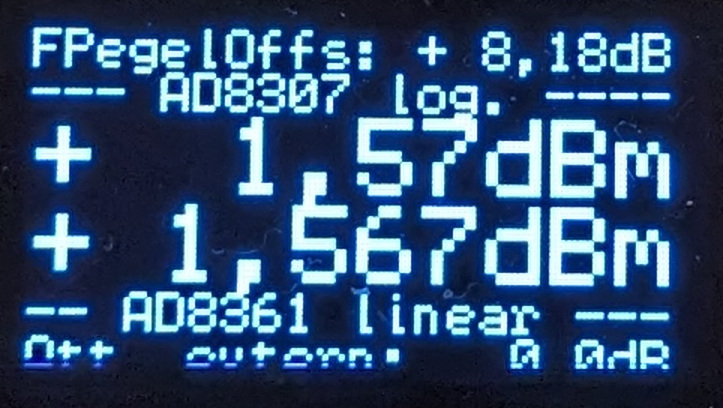 FPegelOffs: + 8,18dB
---- AD8307 log. ----
+ 1,57dBm
+ 1,567dBm
-- AD8361 linear ---